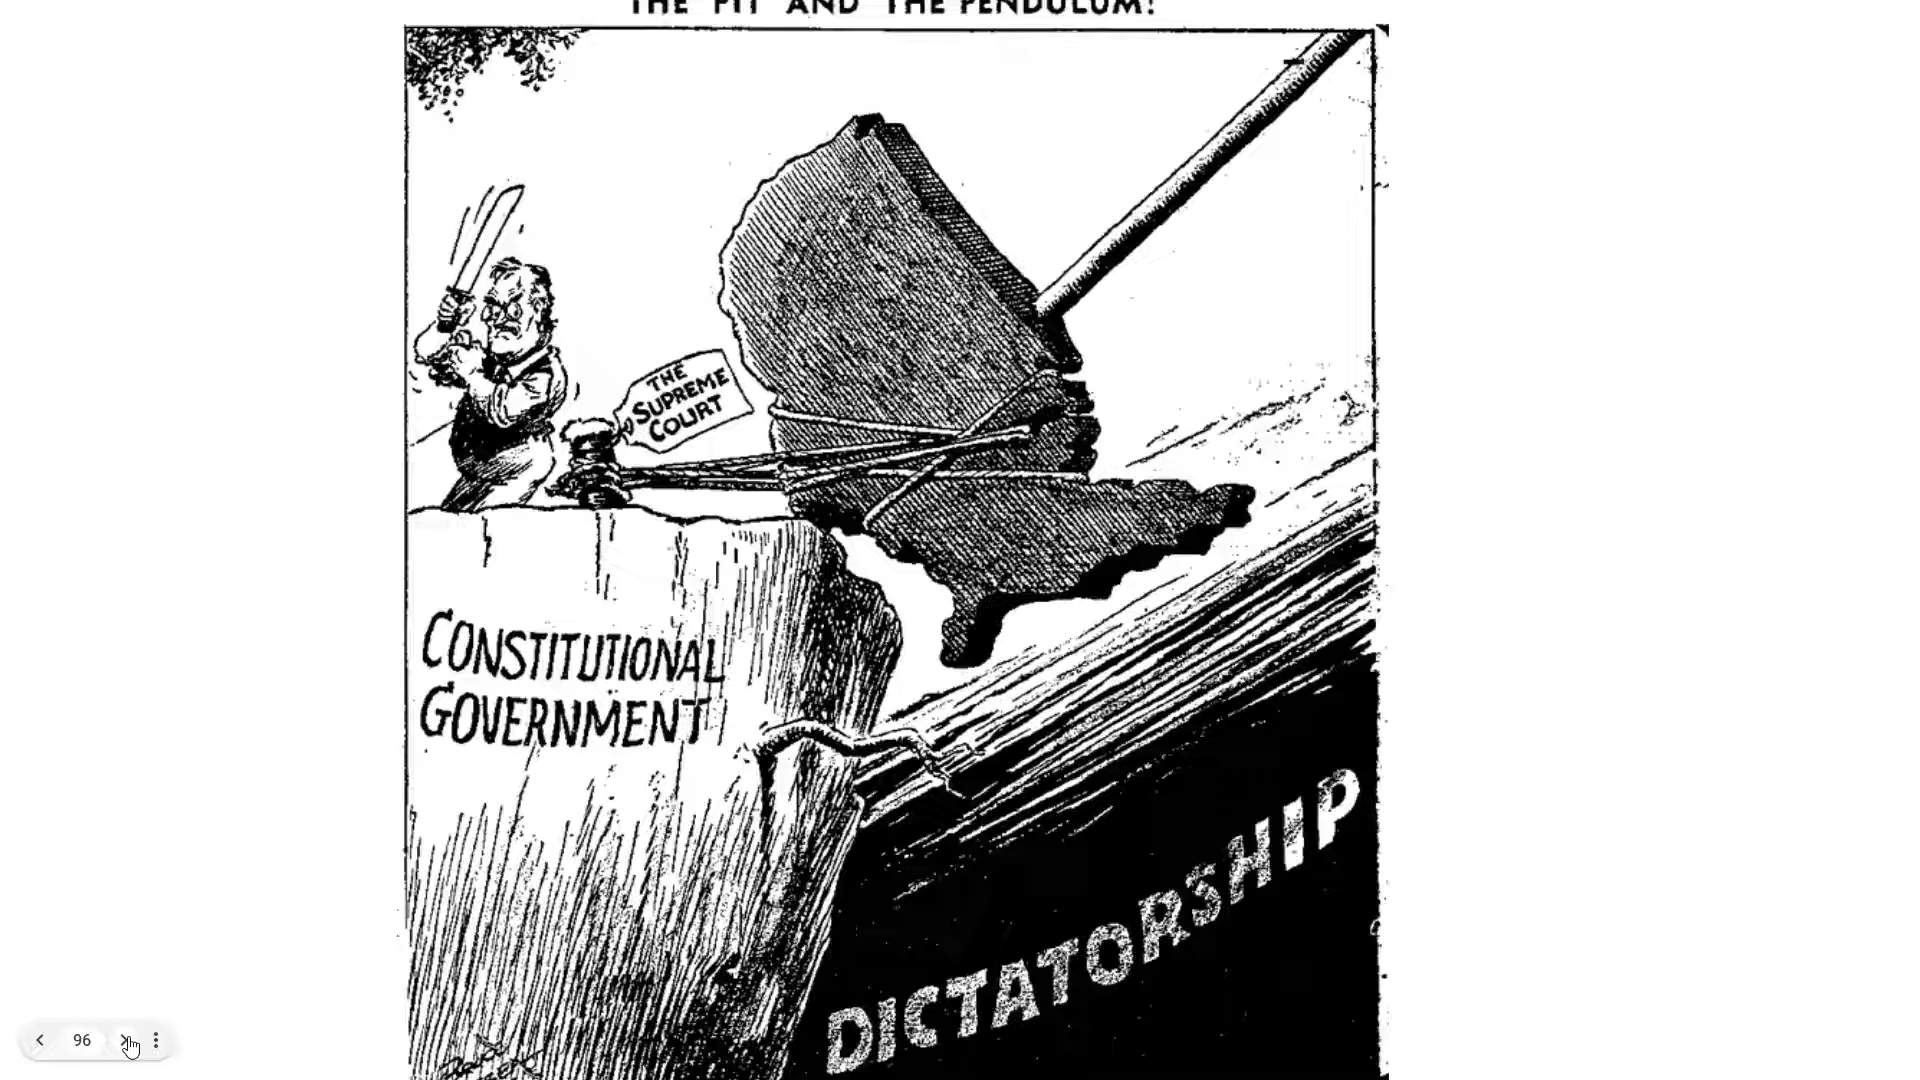 THE PIT AND THE PENDULUM!
THE
SUPREME
COURT
CONSTITUTIONAL
GOVERNMENT
DICTATORSHIP
96